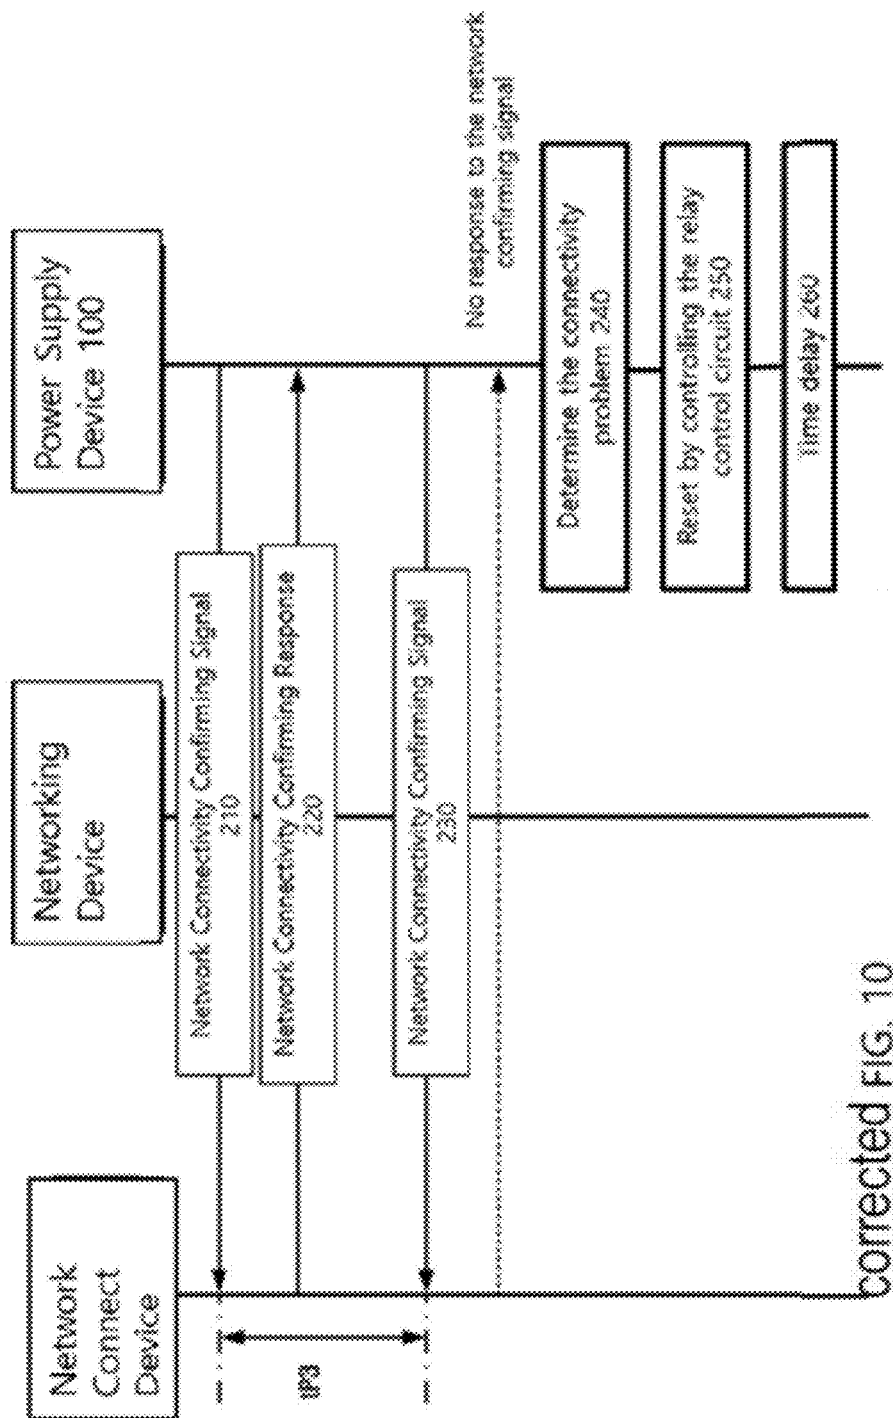 Network
Connect
Device
Networking
Device
Power Supply
Device 100
Network Connectivity Confirming Signal
210
Network Connectivity Confirming Response
220
tP3
Network Connectivity Confirming Signal
230
No response to the network
confirming signal
Determine the connectivity
problem 240
Reset by controlling the relay
control circuit 250
Time delay 260
corrected FIG. 10